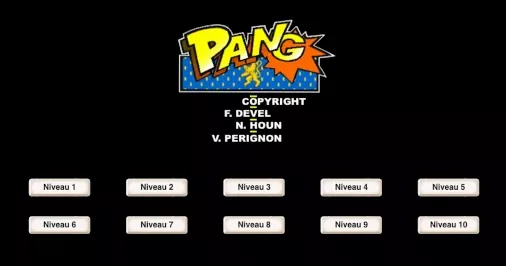 PANG
COPYRIGHT
F. DEVEL
N. HOUN
V. PERIGNON
Niveau 1
Niveau 2
Niveau 3
Niveau 4
Niveau 5
Niveau 6
Niveau 7
Niveau 8
Niveau 9
Niveau 10